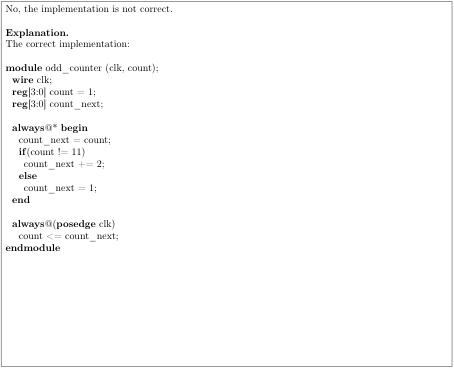 No, the implementation is not correct.
Explanation.
The correct implementation:
module odd_counter (clk, count);
wire clk;
reg[3:0] count = 1;
reg[3:0] count_next;
always@* begin
count_next = count;
if(count != 11)
count_next += 2;
else
count_next = 1;
end
always@(posedge clk)
count <= count_next;
endmodule